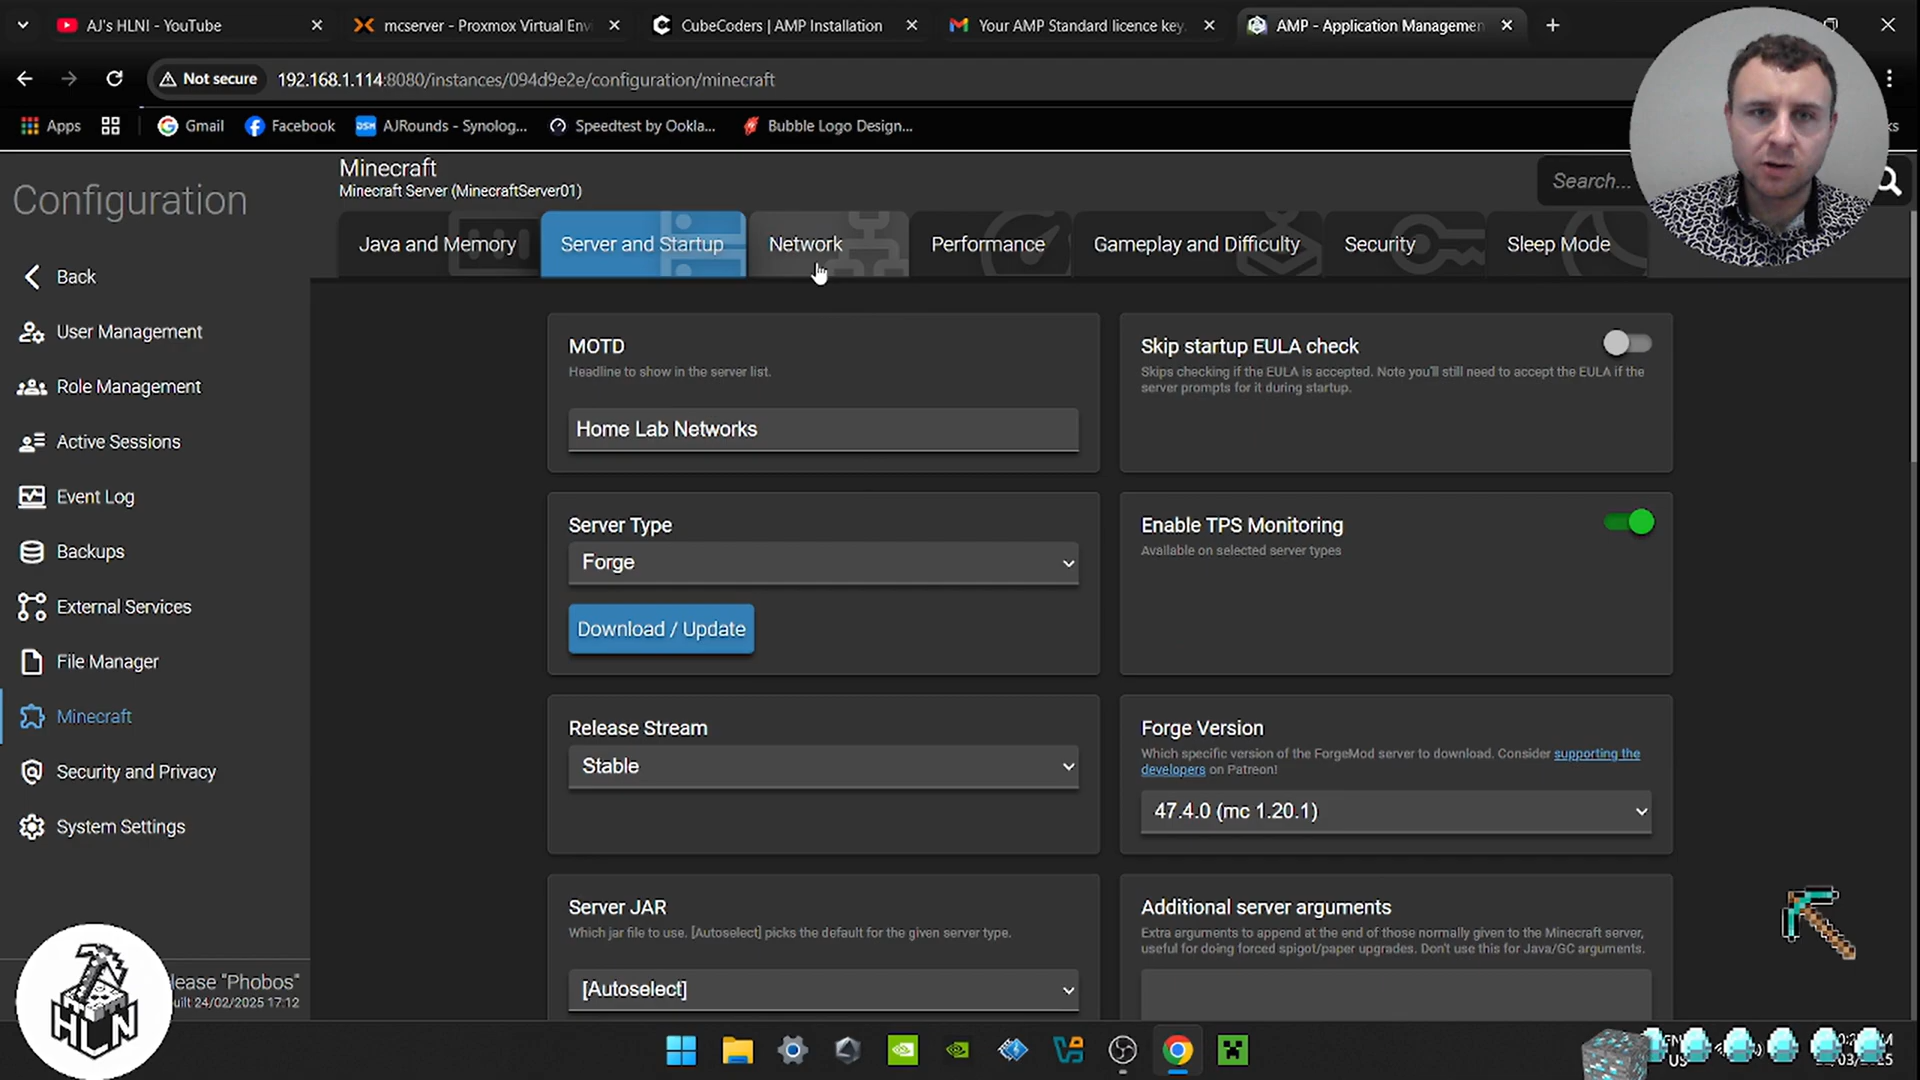 AJ's HLNI - YouTube
mcserver - Proxmox Virtual Envi
CubeCoders | AMP Installation
Your AMP Standard licence key.
AMP - Application Managemen
Not secure
192.168.1.114:8080/instances/094d9e2e/configuration/minecraft
Apps
Gmail
Facebook
DSM
AJRounds - Synolog...
Speedtest by Ookla...
Bubble Logo Design...
Configuration
Minecraft
Minecraft Server (MinecraftServer01)
Search...
Java and Memory
Server and Startup
Network
Performance
Gameplay and Difficulty
Security
Sleep Mode
Back
User Management
Role Management
Active Sessions
Event Log
Backups
External Services
File Manager
Minecraft
Security and Privacy
System Settings
MOTD
Headline to show in the server list.
Home Lab Networks
Skip startup EULA check
Skips checking if the EULA is accepted. Note you'll still need to accept the EULA if the
server prompts for it during startup.
Server Type
Forge
Download / Update
Enable TPS Monitoring
Available on selected server types
Release Stream
Stable
Forge Version
Which specific version of the ForgeMod server to download. Consider supporting the
developers on Patreon!
47.4.0 (mc 1.20.1)
Server JAR
Which jar file to use. [Autoselect] picks the default for the given server type.
[Autoselect]
Additional server arguments
Extra arguments to append at the end of those normally given to the Minecraft server,
useful for doing forced spigot/paper upgrades. Don't use this for Java/GC arguments.
lease "Phobos"
uilt 24/02/2025 17:12
HLN
US